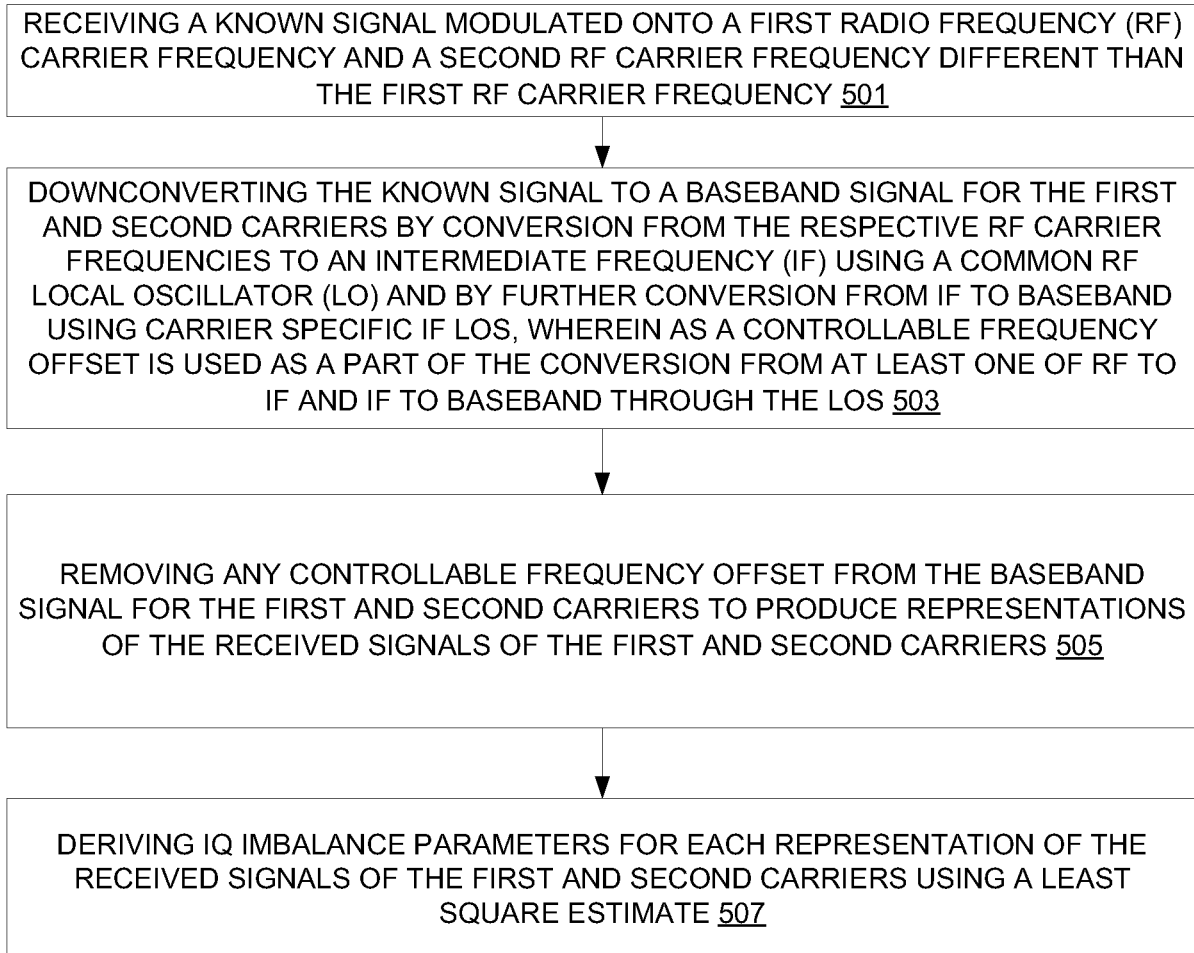 RECEIVING A KNOWN SIGNAL MODULATED ONTO A FIRST RADIO FREQUENCY (RF)
CARRIER FREQUENCY AND A SECOND RF CARRIER FREQUENCY DIFFERENT THAN
THE FIRST RF CARRIER FREQUENCY 501
DOWNCONVERTING THE KNOWN SIGNAL TO A BASEBAND SIGNAL FOR THE FIRST
AND SECOND CARRIERS BY CONVERSION FROM THE RESPECTIVE RF CARRIER
FREQUENCIES TO AN INTERMEDIATE FREQUENCY (IF) USING A COMMON RF
LOCAL OSCILLATOR (LO) AND BY FURTHER CONVERSION FROM IF TO BASEBAND
USING CARRIER SPECIFIC IF LOS, WHEREIN AS A CONTROLLABLE FREQUENCY
OFFSET IS USED AS A PART OF THE CONVERSION FROM AT LEAST ONE OF RF TO
IF AND IF TO BASEBAND THROUGH THE LOS 503
REMOVING ANY CONTROLLABLE FREQUENCY OFFSET FROM THE BASEBAND
SIGNAL FOR THE FIRST AND SECOND CARRIERS TO PRODUCE REPRESENTATIONS
OF THE RECEIVED SIGNALS OF THE FIRST AND SECOND CARRIERS 505
DERIVING IQ IMBALANCE PARAMETERS FOR EACH REPRESENTATION OF THE
RECEIVED SIGNALS OF THE FIRST AND SECOND CARRIERS USING A LEAST
SQUARE ESTIMATE 507